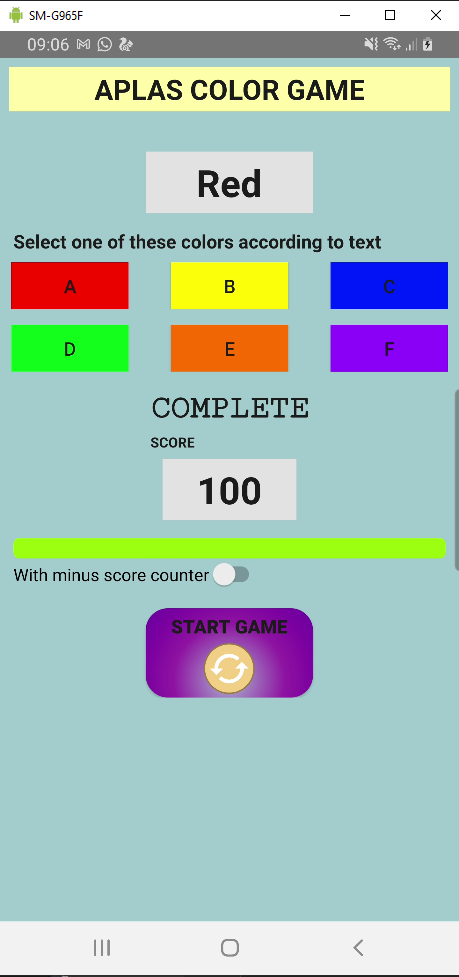 SM-G965F
09:06
APLAS COLOR GAME
Red
Select one of these colors according to text
A B C
D E F
COMPLETE
SCORE
100
With minus score counter
START GAME